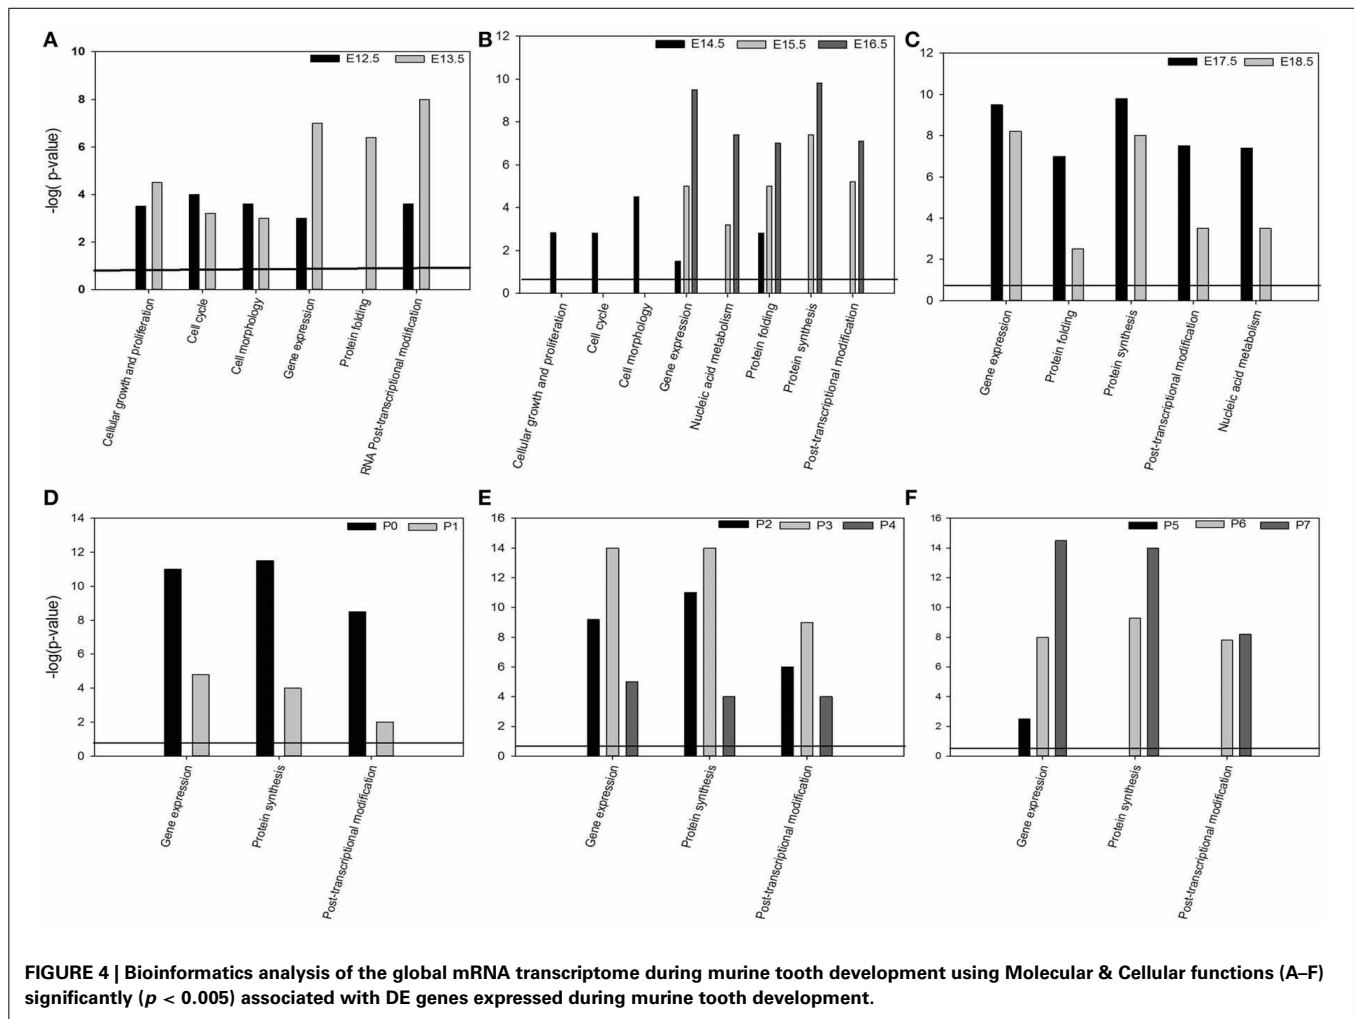 A
E12.5 E13.5
-log( p-value)
10
8
6
4
2
0
Cellular growth and proliferation
Cell cycle
Cell morphology
Gene expression
Protein folding
RNA Post-transcriptional modification
B
E14.5 E15.5 E16.5
12
10
8
6
4
2
0
Cellular growth and proliferation
Cell cycle
Cell morphology
Gene expression
Nucleic acid metabolism
Protein folding
Protein synthesis
Post-transcriptional modification
C
E17.5 E18.5
12
10
8
6
4
2
0
Gene expression
Protein folding
Protein synthesis
Post-transcriptional modification
Nucleic acid metabolism
D
P0 P1
-log(p-value)
14
12
10
8
6
4
2
0
Gene expression
Protein synthesis
Post-transcriptional modification
E
P2 P3 P4
16
14
12
10
8
6
4
2
0
Gene expression
Protein synthesis
Post-transcriptional modification
F
P5 P6 P7
16
14
12
10
8
6
4
2
0
Gene expression
Protein synthesis
Post-transcriptional modification
FIGURE 4 | Bioinformatics analysis of the global mRNA transcriptome during murine tooth development using Molecular & Cellular functions (A–F)
significantly (p < 0.005) associated with DE genes expressed during murine tooth development.